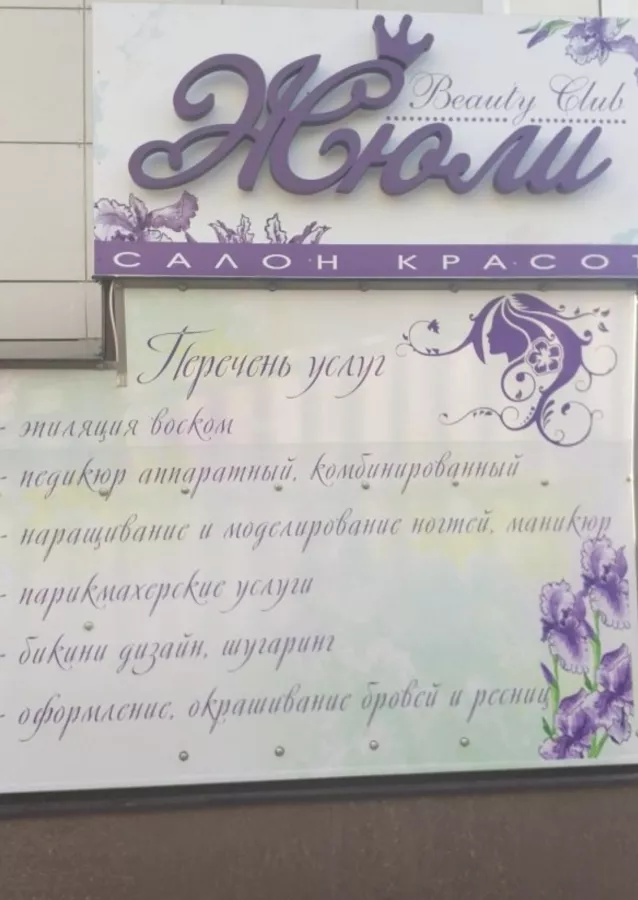 Beauty Club
Жюли
САЛОН КРАСОТ
Перечень услуг
- эпиляция воском
- педикюр аппаратный, комбинированный
- наращивание и моделирование ногтей, маникюр
- парикмахерские услуги
- бикини дизайн, шугаринг
- оформление, окрашивание бровей и ресниц